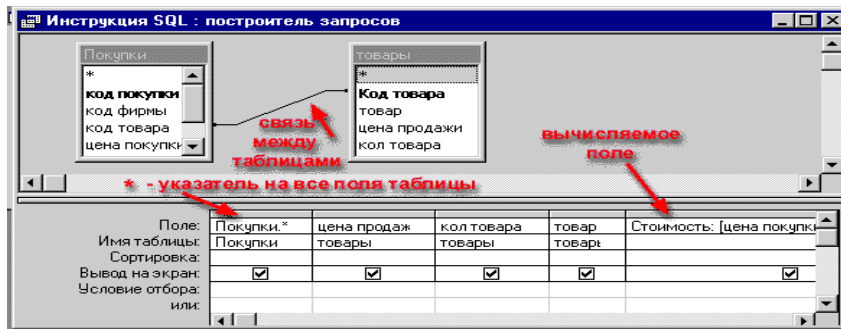 Инструкция SQL : построитель запросов
Покупки
*
код покупки
код фирмы
код товара
цена покупки
товары
*
Код товара
товар
цена продажи
кол товара
связь
между
таблицами
вычисляемое
поле
* - указатель на все поля таблицы
Поле: Покупки.* цена продаж кол товара товар Стоимость: [цена покупки
Имя таблицы: Покупки товары товары товары
Сортировка:
Вывод на экран:
Условие отбора:
или: